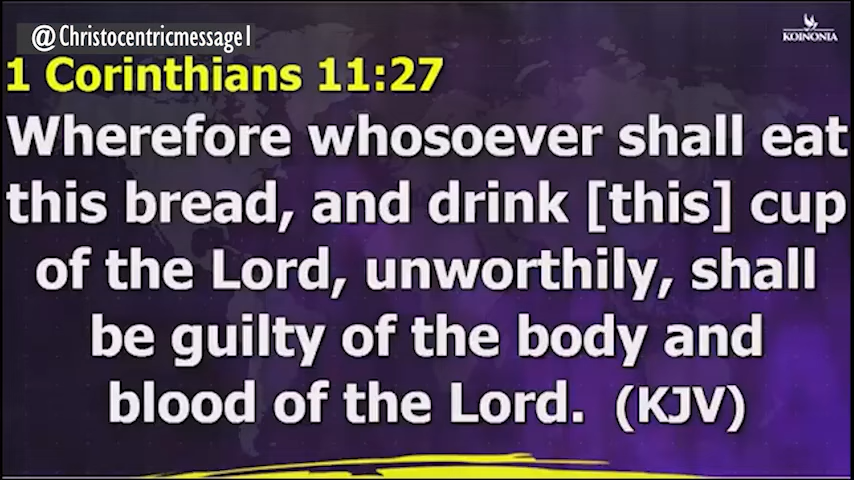 @Christocentricmessage1
KOINONIA
1 Corinthians 11:27
Wherefore whosoever shall eat
this bread, and drink [this] cup
of the Lord, unworthily, shall
be guilty of the body and
blood of the Lord. (KJV)